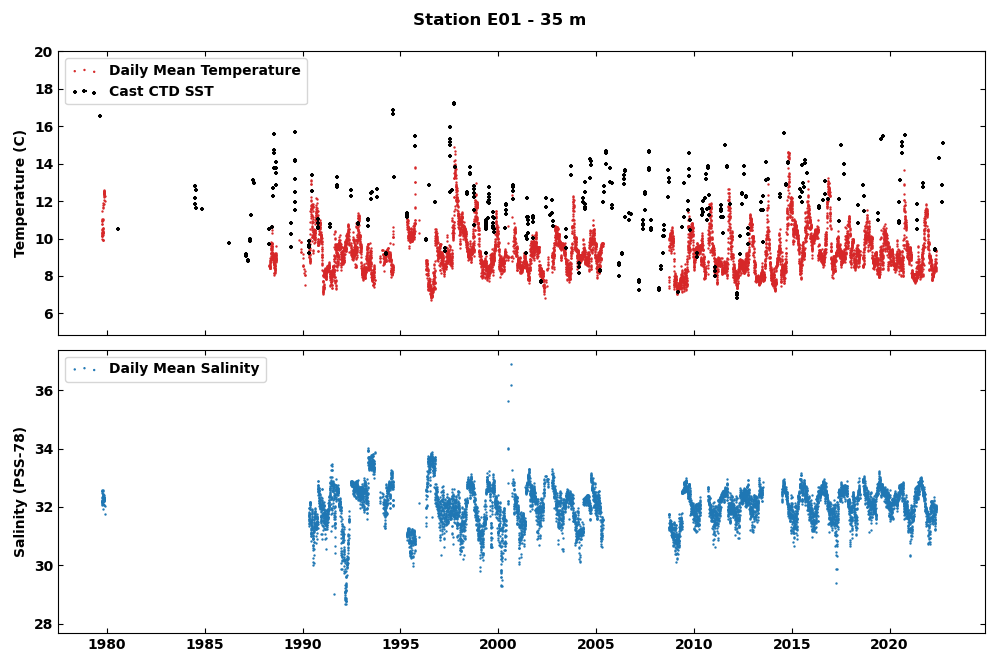 Station E01 - 35 m
Temperature (C)
20
18
16
14
12
10
8
6
Daily Mean Temperature
Cast CTD SST
Salinity (PSS-78)
36
34
32
30
28
Daily Mean Salinity
1980 1985 1990 1995 2000 2005 2010 2015 2020